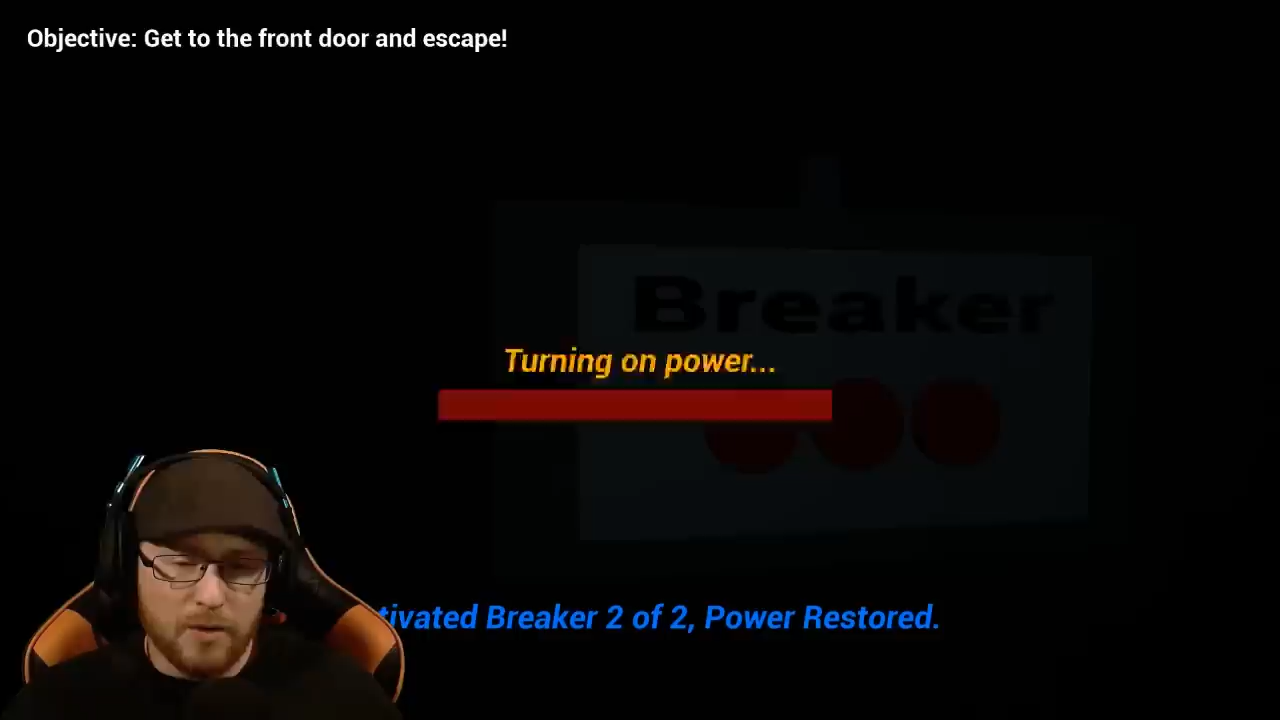 Objective: Get to the front door and escape!
Breaker
Turning on power...
tivated Breaker 2 of 2, Power Restored.